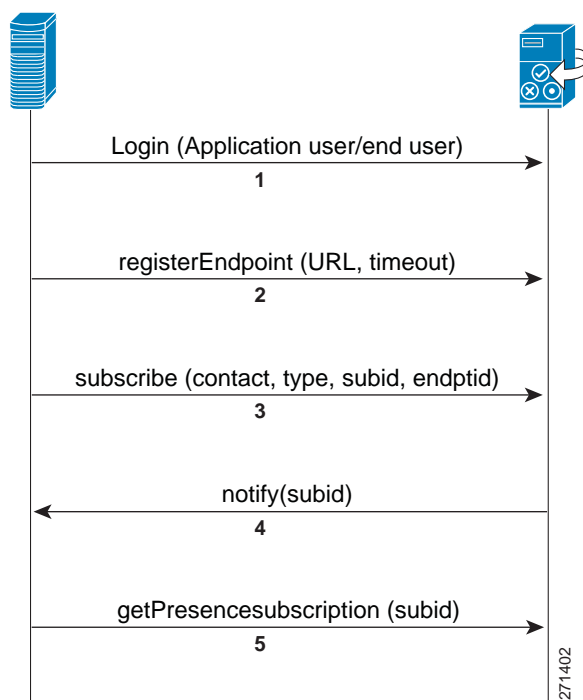 Login (Application user/end user)
1
registerEndpoint (URL, timeout)
2
subscribe (contact, type, subid, endptid)
3
notify(subid)
4
getPresencesubscription (subid)
5
271402